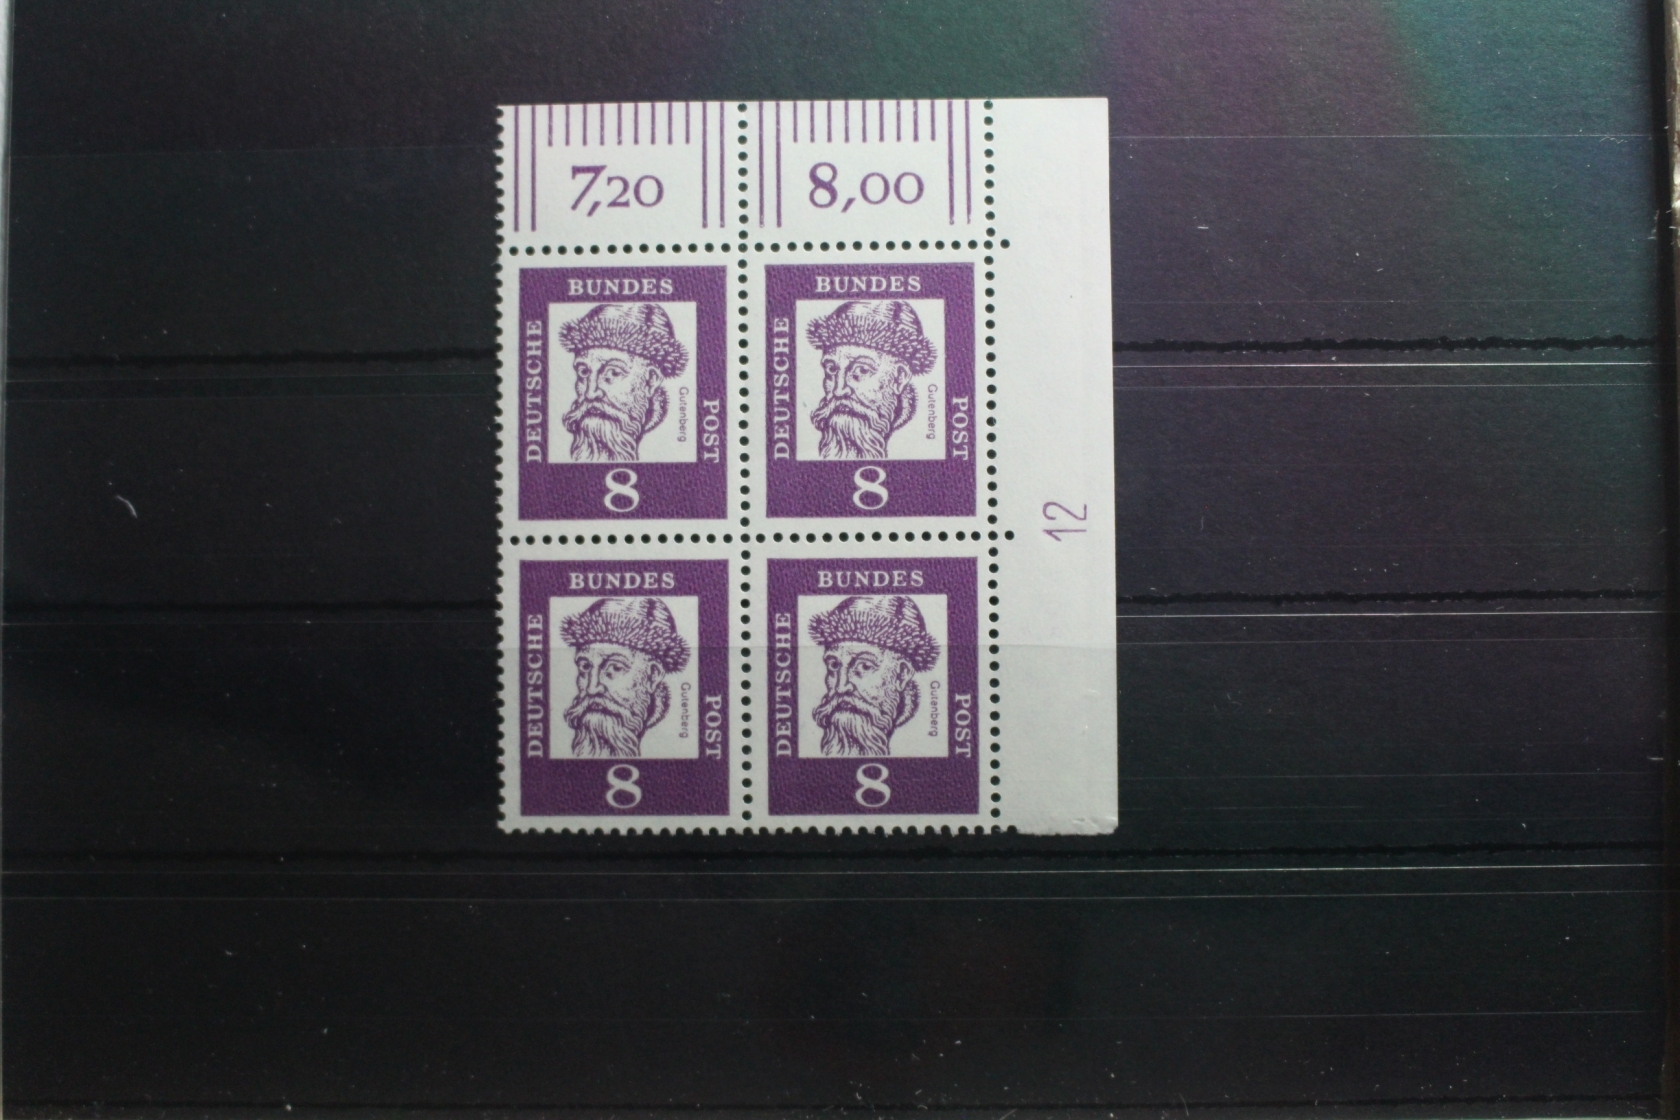 7,20 8,00
BUNDES
DEUTSCHE
POST
Gutenberg
8
BUNDES
DEUTSCHE
POST
Gutenberg
8
12
BUNDES
DEUTSCHE
POST
Gutenberg
8
BUNDES
DEUTSCHE
POST
Gutenberg
8